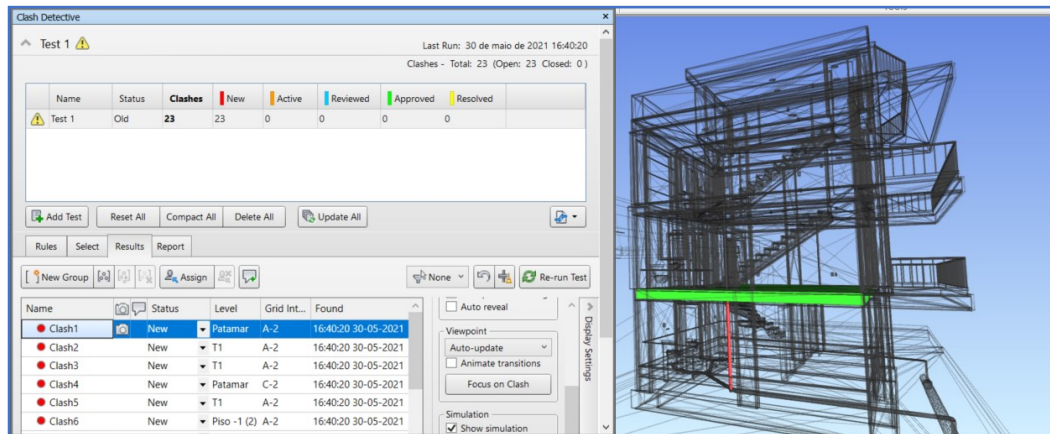 Clash Detective
Test 1
Last Run: 30 de maio de 2021 16:40:20
Clashes - Total: 23 (Open: 23 Closed: 0 )
Name Status Clashes New Active Reviewed Approved Resolved
Test 1 Old 23 23 0 0 0 0
Add Test Reset All Compact All Delete All Update All
Rules Select Results Report
New Group Assign None Re-run Test
Name Status Level Grid Int... Found
Clash1 New Patamar A-2 16:40:20 30-05-2021
Clash2 New T1 A-2 16:40:20 30-05-2021
Clash3 New T1 A-2 16:40:20 30-05-2021
Clash4 New Patamar C-2 16:40:20 30-05-2021
Clash5 New T1 A-2 16:40:20 30-05-2021
Clash6 New Piso -1 (2) A-2 16:40:20 30-05-2021
Auto reveal
Viewpoint
Auto-update
Animate transitions
Focus on Clash
Simulation
Show simulation
Display Settings